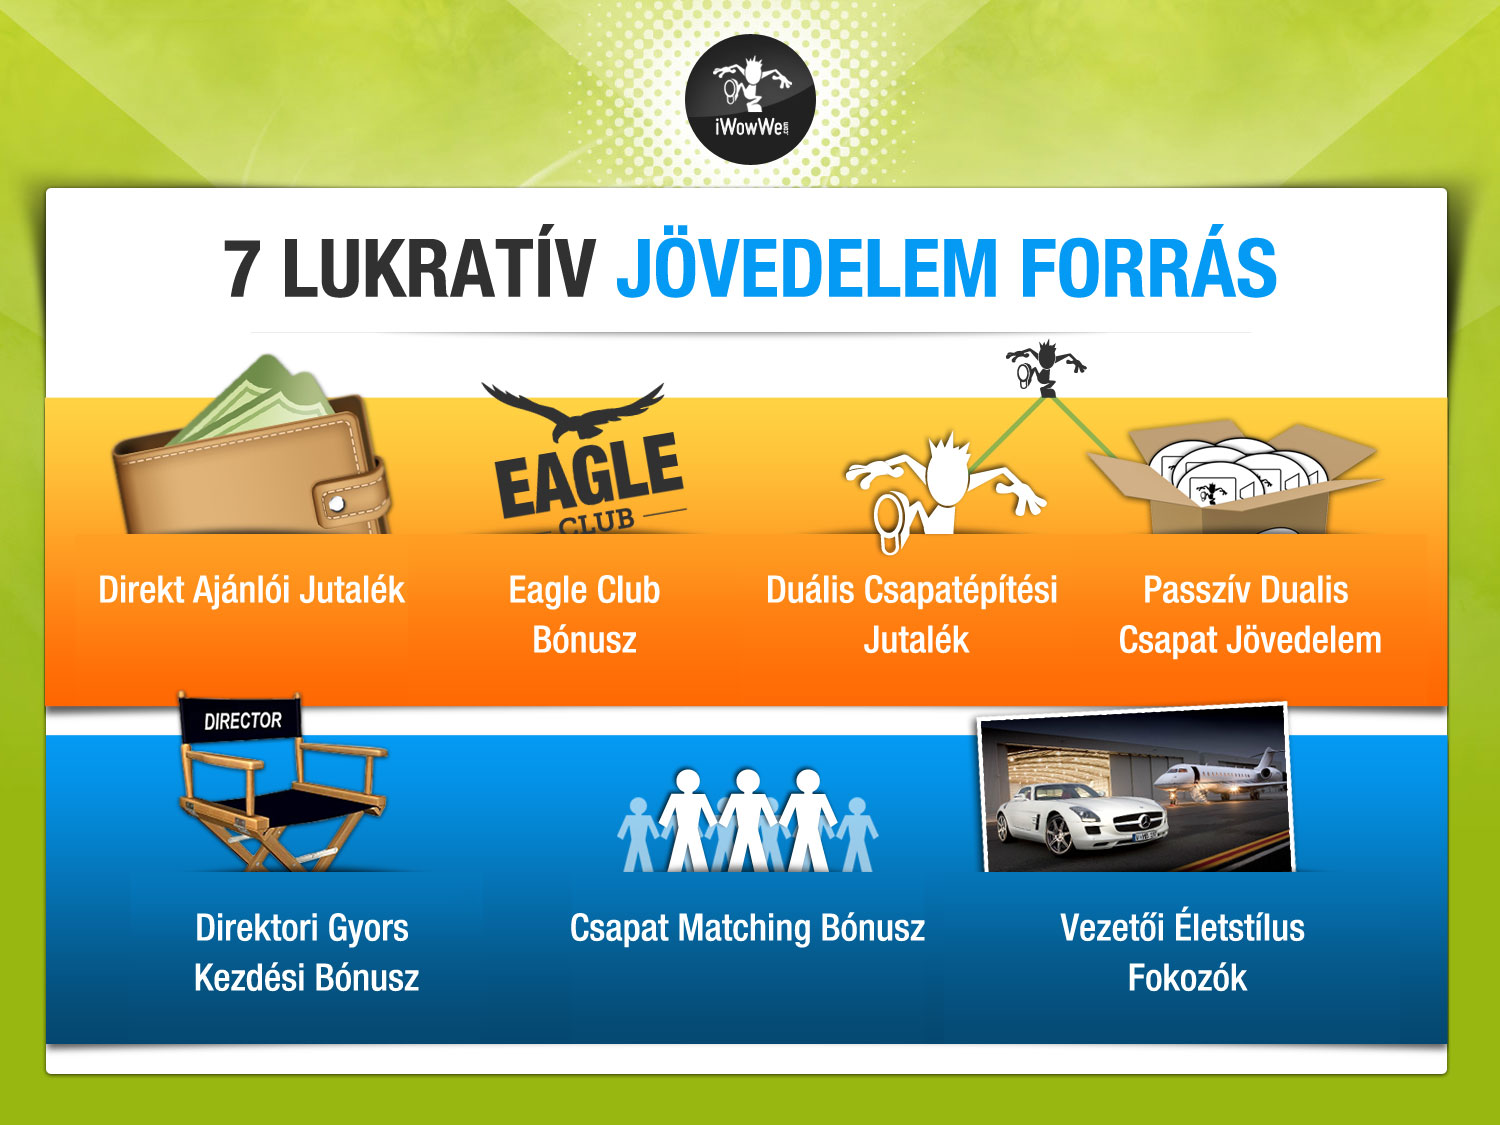 iWowWe.com
7 LUKRATÍV JÖVEDELEM FORRÁS
EAGLE
CLUB
Direkt Ajánlói Jutalék
Eagle Club
Bónusz
Duális Csapatépítési
Jutalék
Passzív Dualis
Csapat Jövedelem
DIRECTOR
Direktori Gyors
Kezdési Bónusz
Csapat Matching Bónusz
Vezetői Életstílus
Fokozók